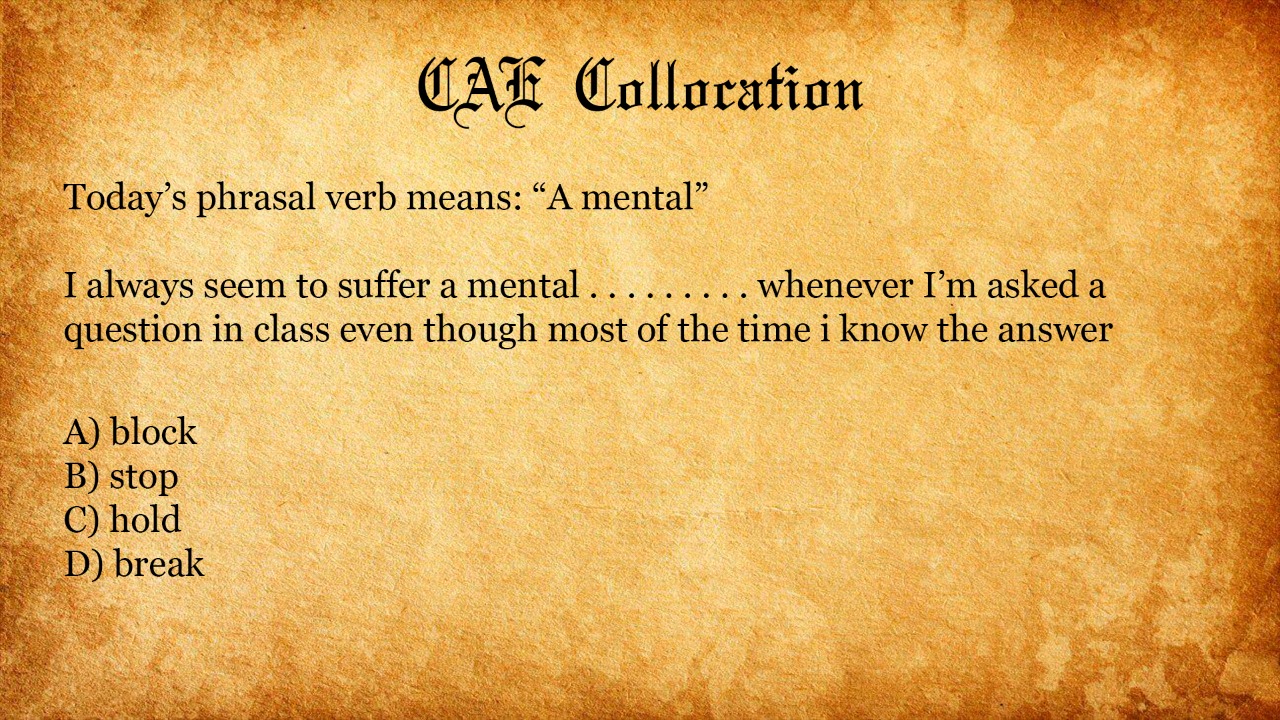 CAE Collocation
Today’s phrasal verb means: “A mental”
I always seem to suffer a mental . . . . . . . . . whenever I’m asked a
question in class even though most of the time i know the answer
A) block
B) stop
C) hold
D) break